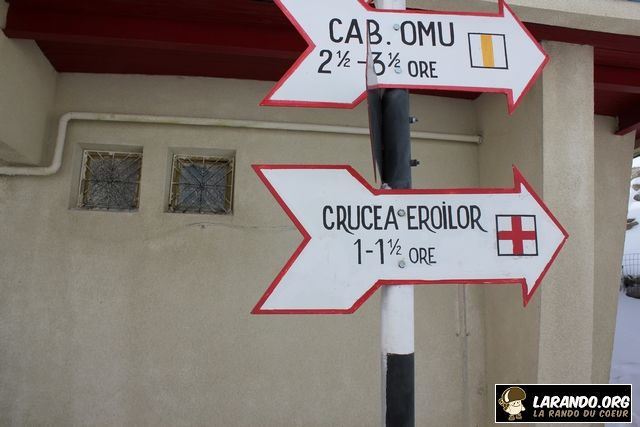 CAB. OMU
2½-3½ ORE
CRUCEA EROILOR
1-1½ ORE
LARANDO.ORG
LA RANDO DU COEUR